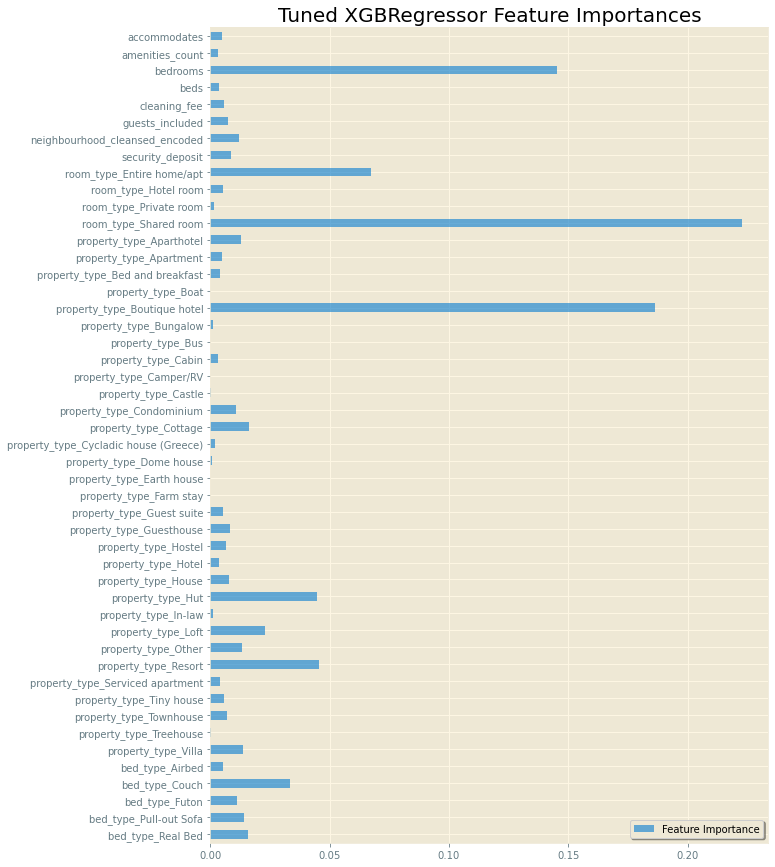 Tuned XGBRegressor Feature Importances
accommodates
amenities_count
bedrooms
beds
cleaning_fee
guests_included
neighbourhood_cleansed_encoded
security_deposit
room_type_Entire home/apt
room_type_Hotel room
room_type_Private room
room_type_Shared room
property_type_Aparthotel
property_type_Apartment
property_type_Bed and breakfast
property_type_Boat
property_type_Boutique hotel
property_type_Bungalow
property_type_Bus
property_type_Cabin
property_type_Camper/RV
property_type_Castle
property_type_Condominium
property_type_Cottage
property_type_Cycladic house (Greece)
property_type_Dome house
property_type_Earth house
property_type_Farm stay
property_type_Guest suite
property_type_Guesthouse
property_type_Hostel
property_type_Hotel
property_type_House
property_type_Hut
property_type_In-law
property_type_Loft
property_type_Other
property_type_Resort
property_type_Serviced apartment
property_type_Tiny house
property_type_Townhouse
property_type_Treehouse
property_type_Villa
bed_type_Airbed
bed_type_Couch
bed_type_Futon
bed_type_Pull-out Sofa
bed_type_Real Bed
Feature Importance
0.00 0.05 0.10 0.15 0.20